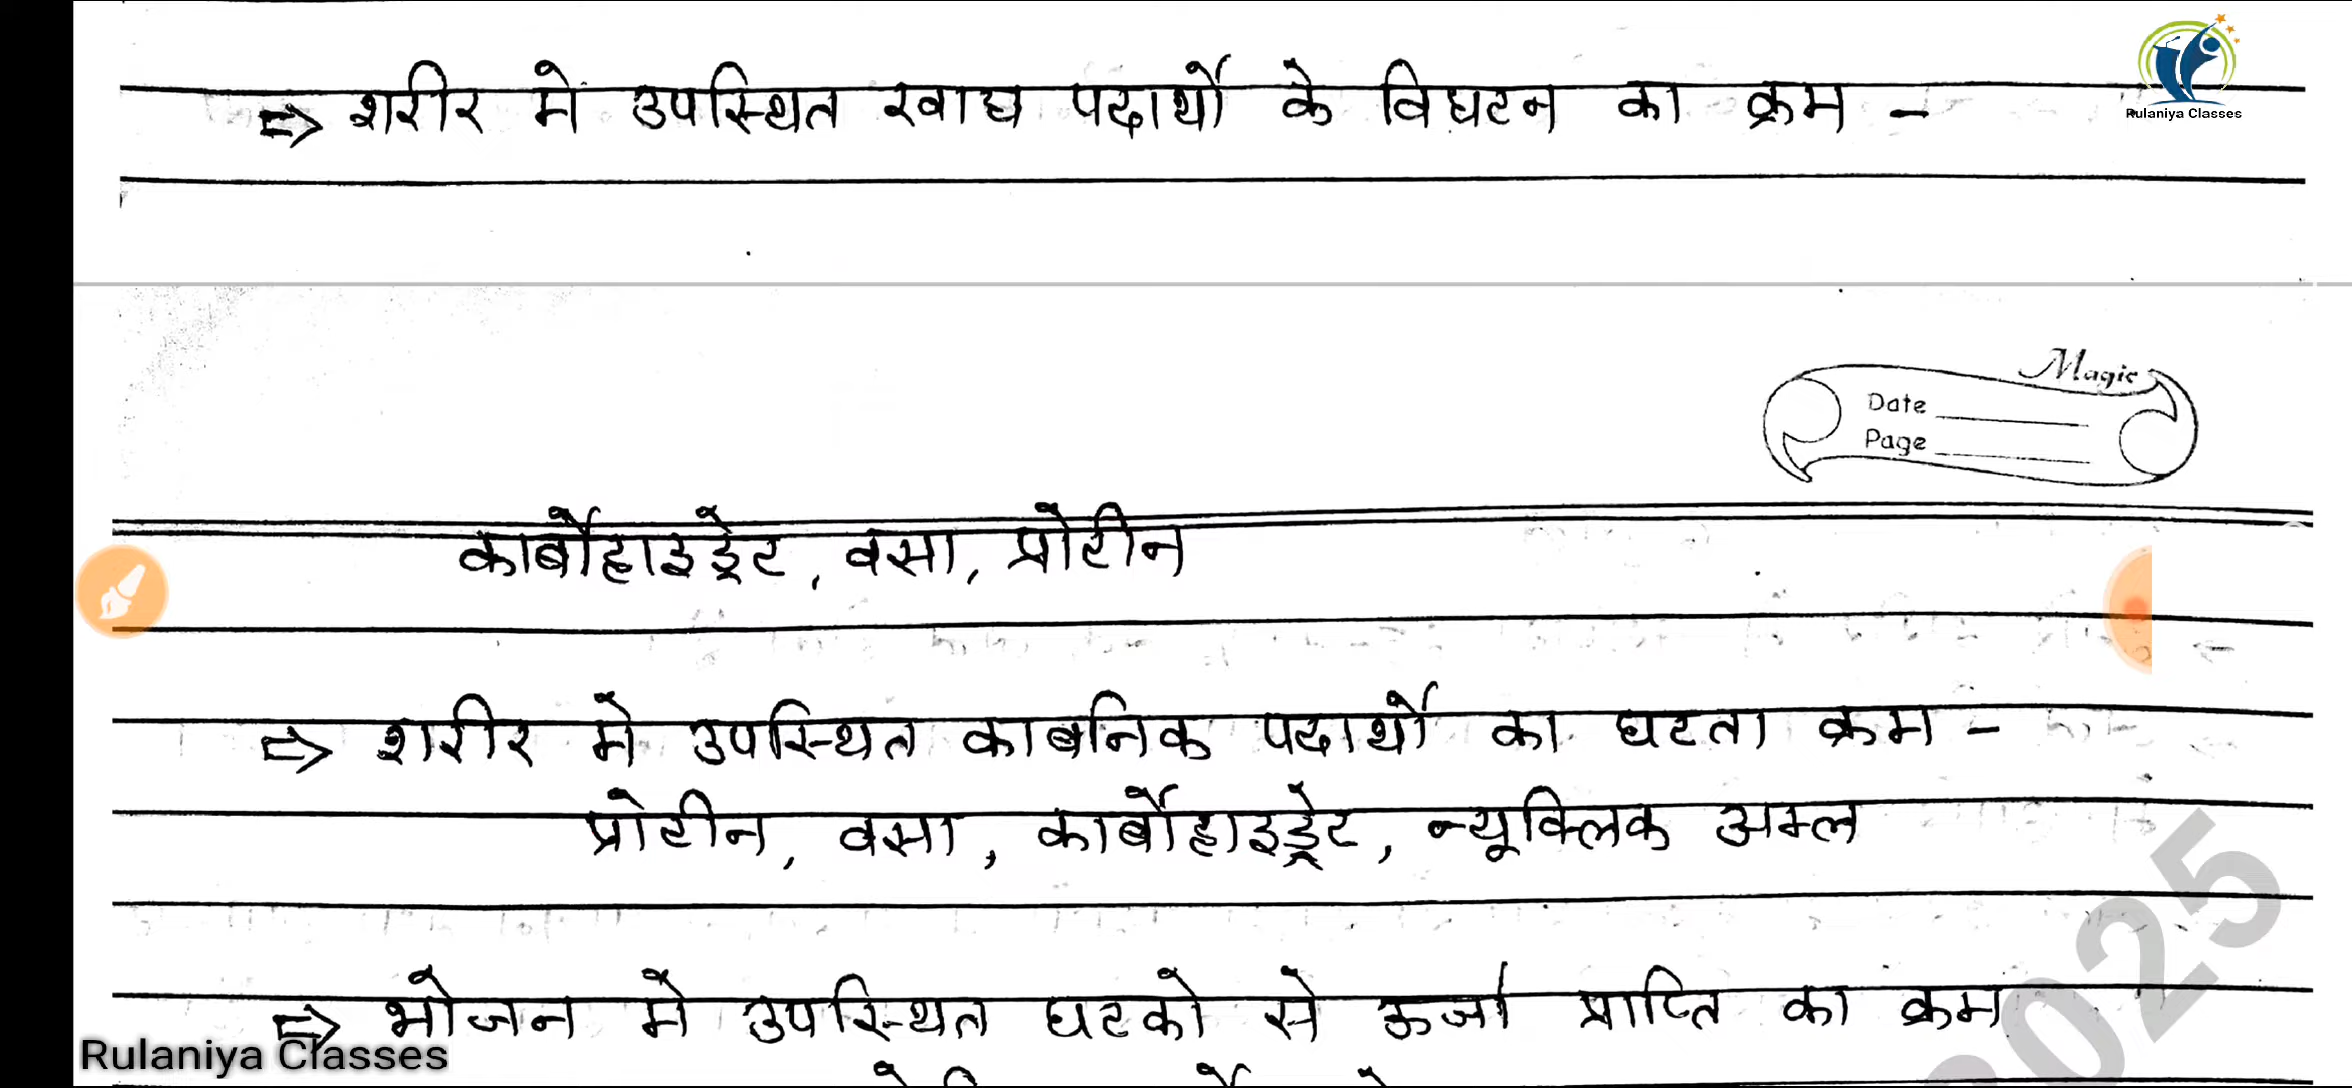 ⇒ शरीर मे उपस्थित खाद्य पदार्थो के विघटन का क्रम -
Rulaniya Classes
Magic
Date
Page
कार्बोहाइड्रेट, वसा, प्रोटीन
⇒ शरीर मे उपस्थित कार्बनिक पदार्थो का घटता क्रम -
प्रोटीन, वसा, कार्बोहाइड्रेट, न्यूक्लिक अम्ल
⇒ भोजन मे उपस्थित घटको से ऊर्जा प्राप्ति का क्रम
Rulaniya Classes
2025